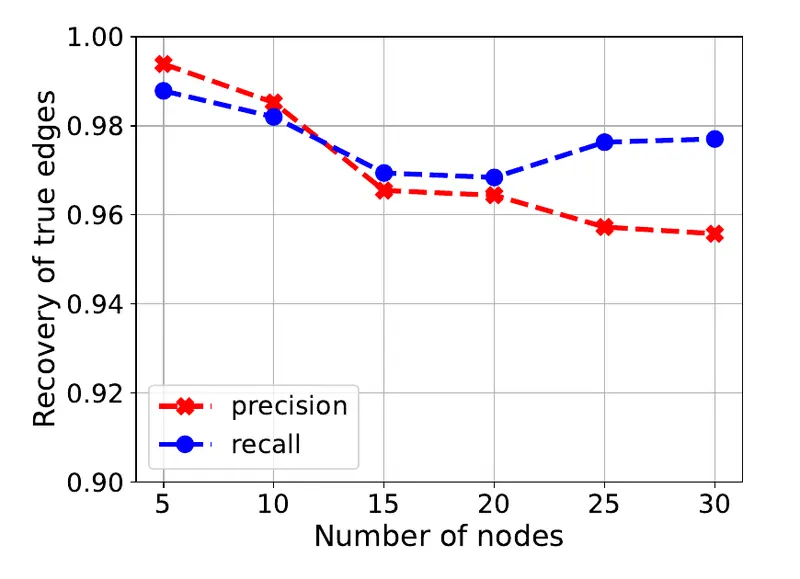 1.00
0.98
0.96
0.94
0.92
0.90
Recovery of true edges
precision
recall
5 10 15 20 25 30
Number of nodes